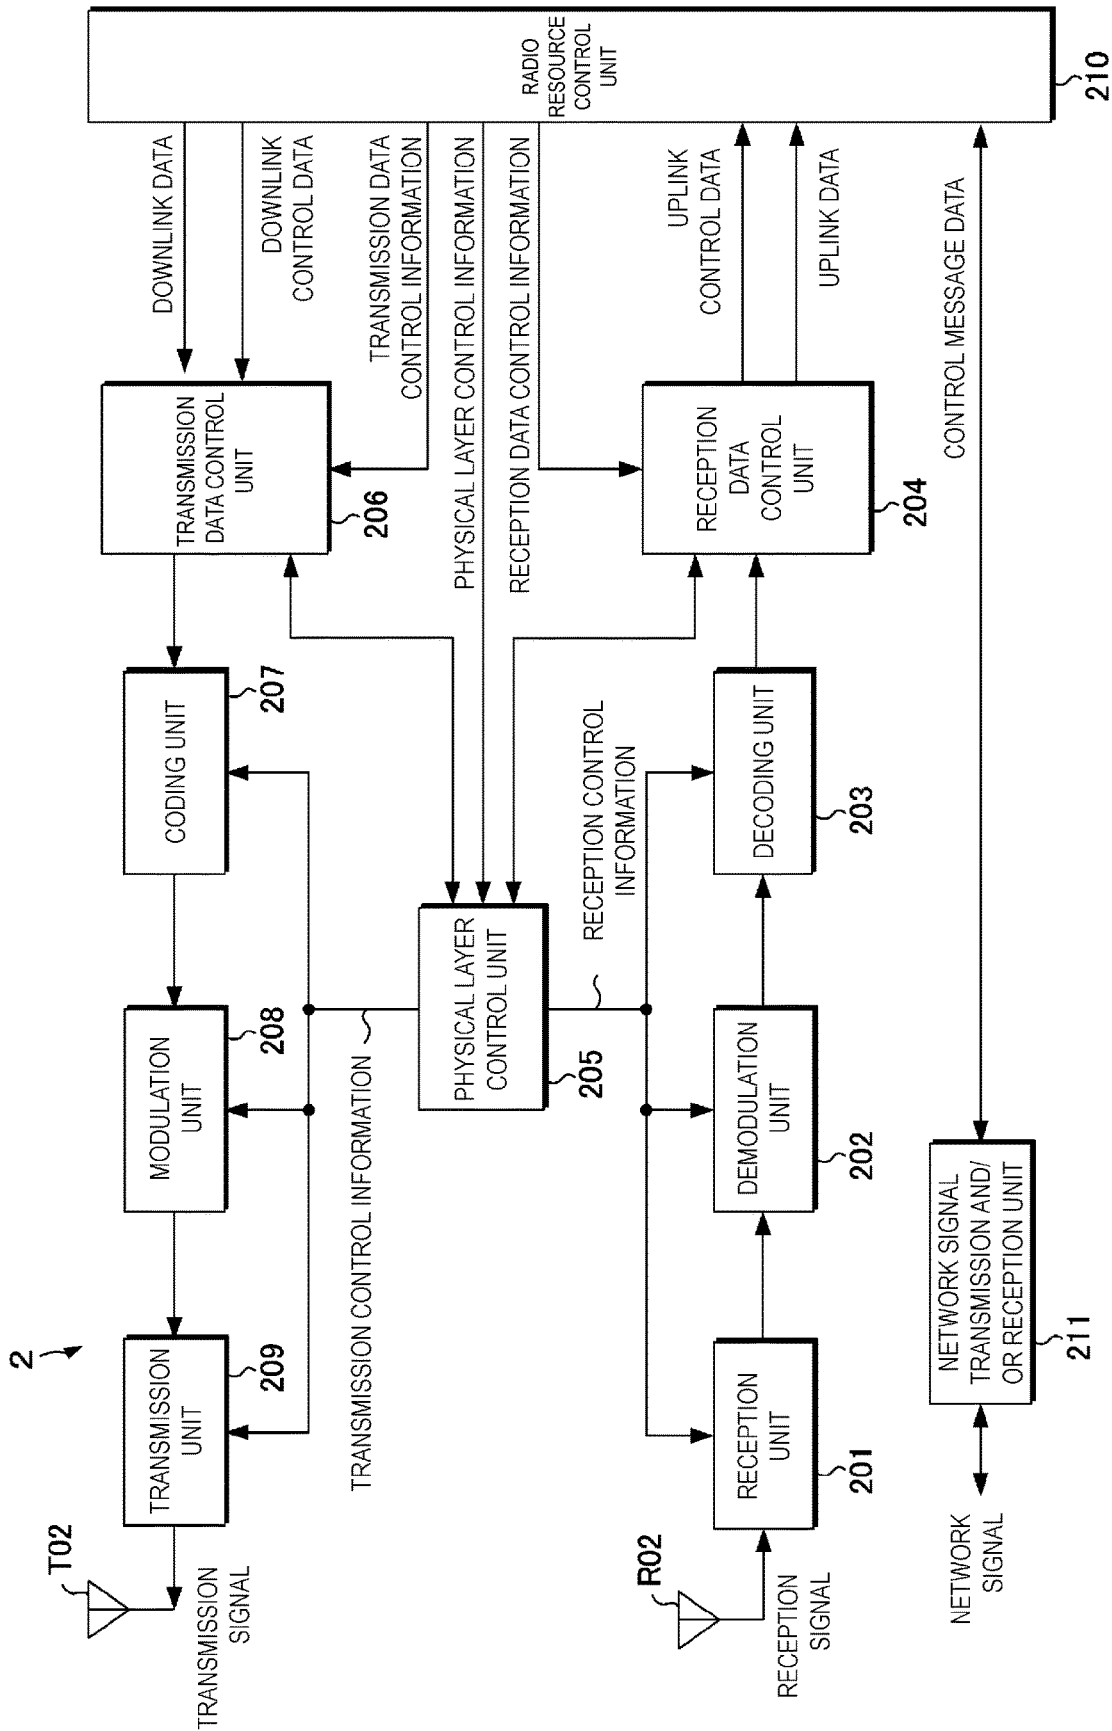 2
T02
TRANSMISSION
SIGNAL
TRANSMISSION
UNIT
209
MODULATION
UNIT
208
CODING UNIT
207
TRANSMISSION
DATA CONTROL
UNIT
206
DOWNLINK DATA
DOWNLINK
CONTROL DATA
TRANSMISSION DATA
CONTROL INFORMATION
PHYSICAL LAYER CONTROL INFORMATION
RECEPTION DATA CONTROL INFORMATION
RADIO
RESOURCE
CONTROL
UNIT
210
TRANSMISSION CONTROL INFORMATION
PHYSICAL LAYER
CONTROL UNIT
205
RECEPTION CONTROL
INFORMATION
R02
RECEPTION
SIGNAL
RECEPTION
UNIT
201
DEMODULATION
UNIT
202
DECODING UNIT
203
RECEPTION
DATA
CONTROL
UNIT
204
UPLINK
CONTROL DATA
UPLINK DATA
NETWORK
SIGNAL
NETWORK SIGNAL
TRANSMISSION AND/
OR RECEPTION UNIT
211
CONTROL MESSAGE DATA